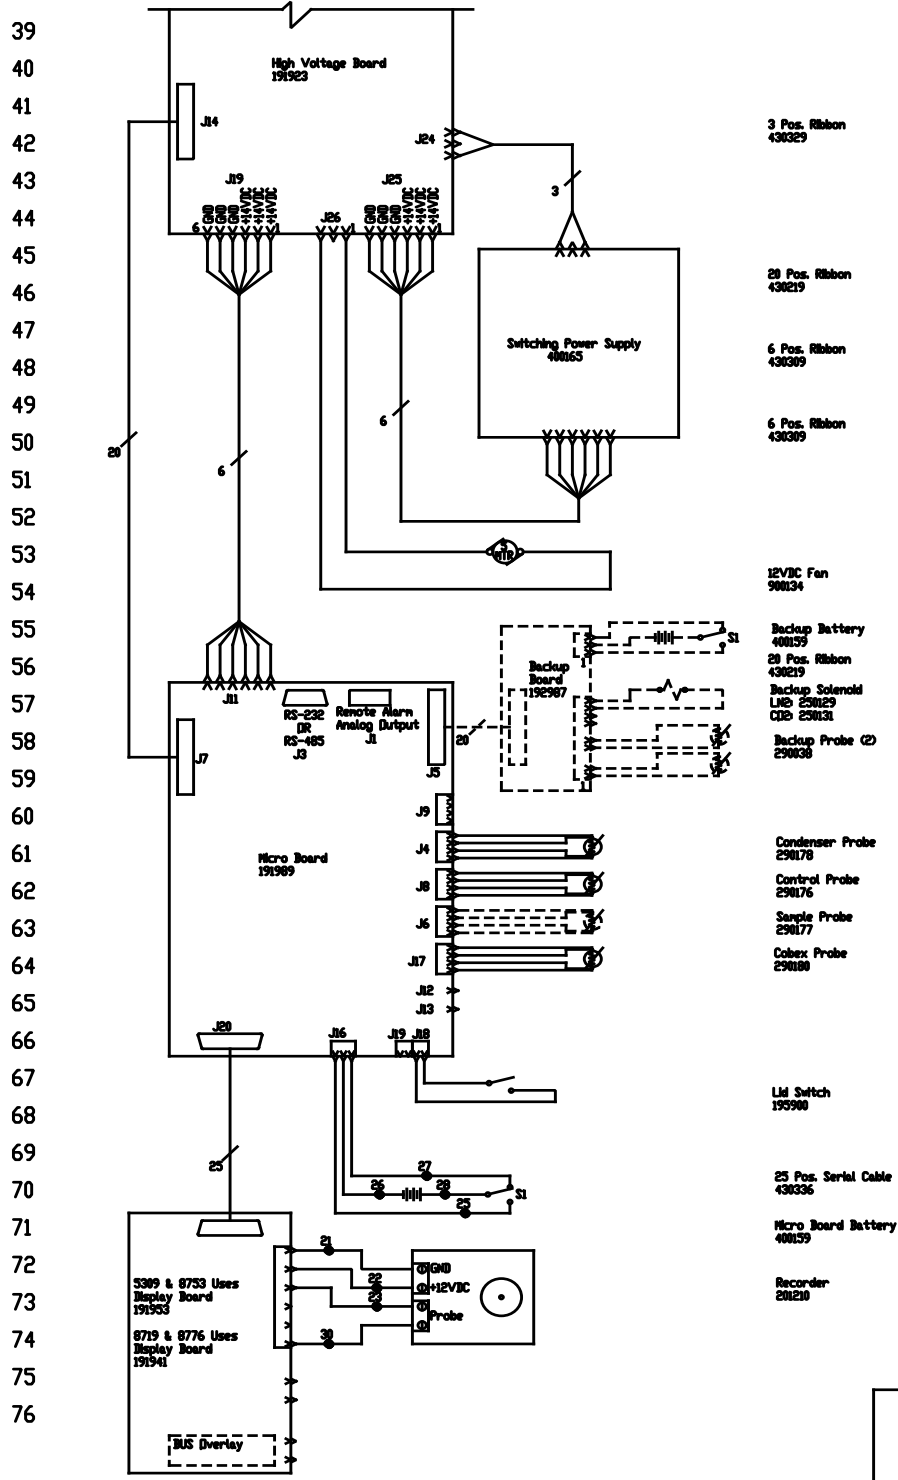 39
40
High Voltage Board
191923
41
J14
3 Pos. Ribbon
430329
42
J24
43
J19
J25
3
44
6
GND
GND
GND
+14VDC
+14VDC
+14VDC
1
J26
1
GND
GND
GND
+14VDC
+14VDC
+14VDC
1
45
20 Pos. Ribbon
430219
46
47
Switching Power Supply
400165
6 Pos. Ribbon
430309
48
49
6
6 Pos. Ribbon
430309
50
20
6
51
52
53
5
MTR
12VDC Fan
900134
54
55
S1
Backup Battery
400159
56
Backup
Board
192987
1
20 Pos. Ribbon
430219
57
J11
RS-232
OR
RS-485
J3
Remote Alarm
Analog Output
J1
Backup Solenoid
LN2: 250129
CO2: 250131
58
20
Backup Probe (2)
290038
J7
J5
59
1
60
J9
61
J4
Condenser Probe
290178
Micro Board
191989
62
J8
Control Probe
290176
63
J6
Sample Probe
290177
64
J17
Cobex Probe
290180
65
J12
J13
66
J20
J16
J19
J18
67
Lid Switch
195900
68
69
25
27
25 Pos. Serial Cable
430336
70
26
28
S1
25
71
Micro Board Battery
400159
21
72
GND
5309 & 8753 Uses
Display Board
191953
22
+12VDC
Recorder
201210
73
23
Probe
74
8719 & 8776 Uses
Display Board
191941
30
75
76
BUS Overlay